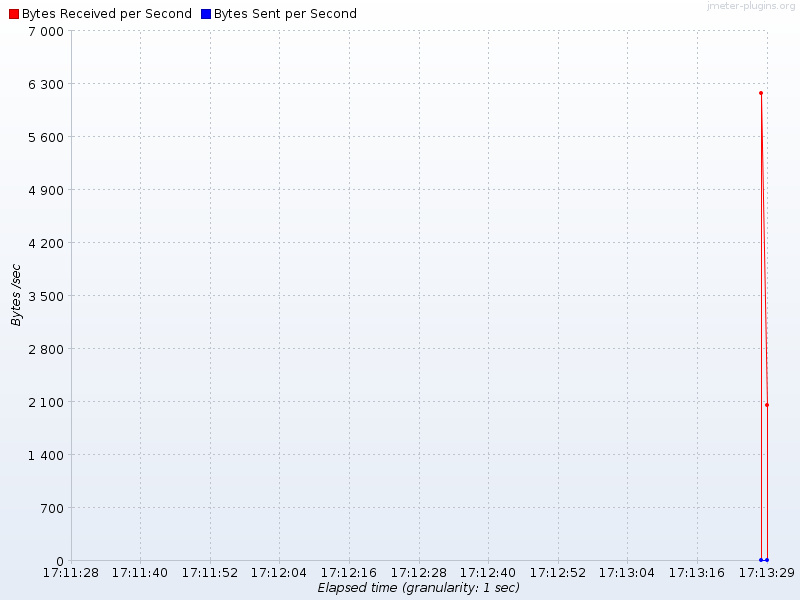 jmeter-plugins.org
Bytes Received per Second Bytes Sent per Second
7 000
6 300
5 600
4 900
4 200
3 500
2 800
2 100
1 400
700
0
Bytes /sec
17:11:28 17:11:40 17:11:52 17:12:04 17:12:16 17:12:28 17:12:40 17:12:52 17:13:04 17:13:16 17:13:29
Elapsed time (granularity: 1 sec)